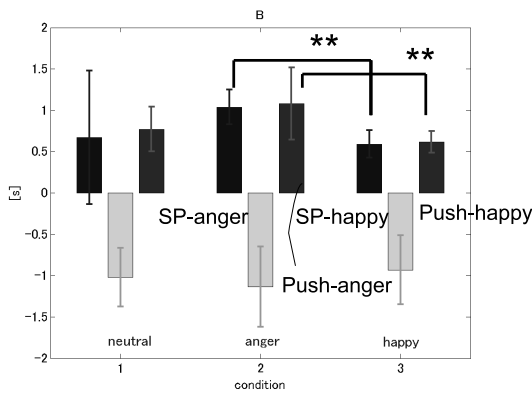 B
2
1.5
1
0.5
0
-0.5
-1
-1.5
-2
[s]
**
**
SP-anger
SP-happy
Push-happy
Push-anger
neutral
anger
happy
1
2
3
condition